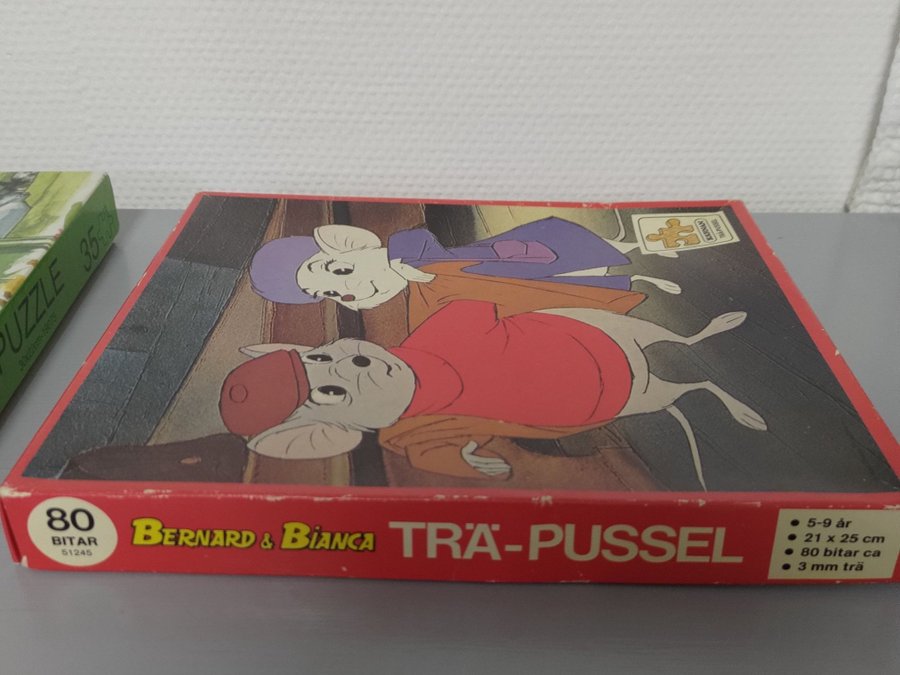 PUZZLE 35
80
BITAR
51245
BERNARD & BIANCA
TRÄ-PUSSEL
• 5-9 år
• 21 x 25 cm
• 80 bitar ca
• 3 mm trä